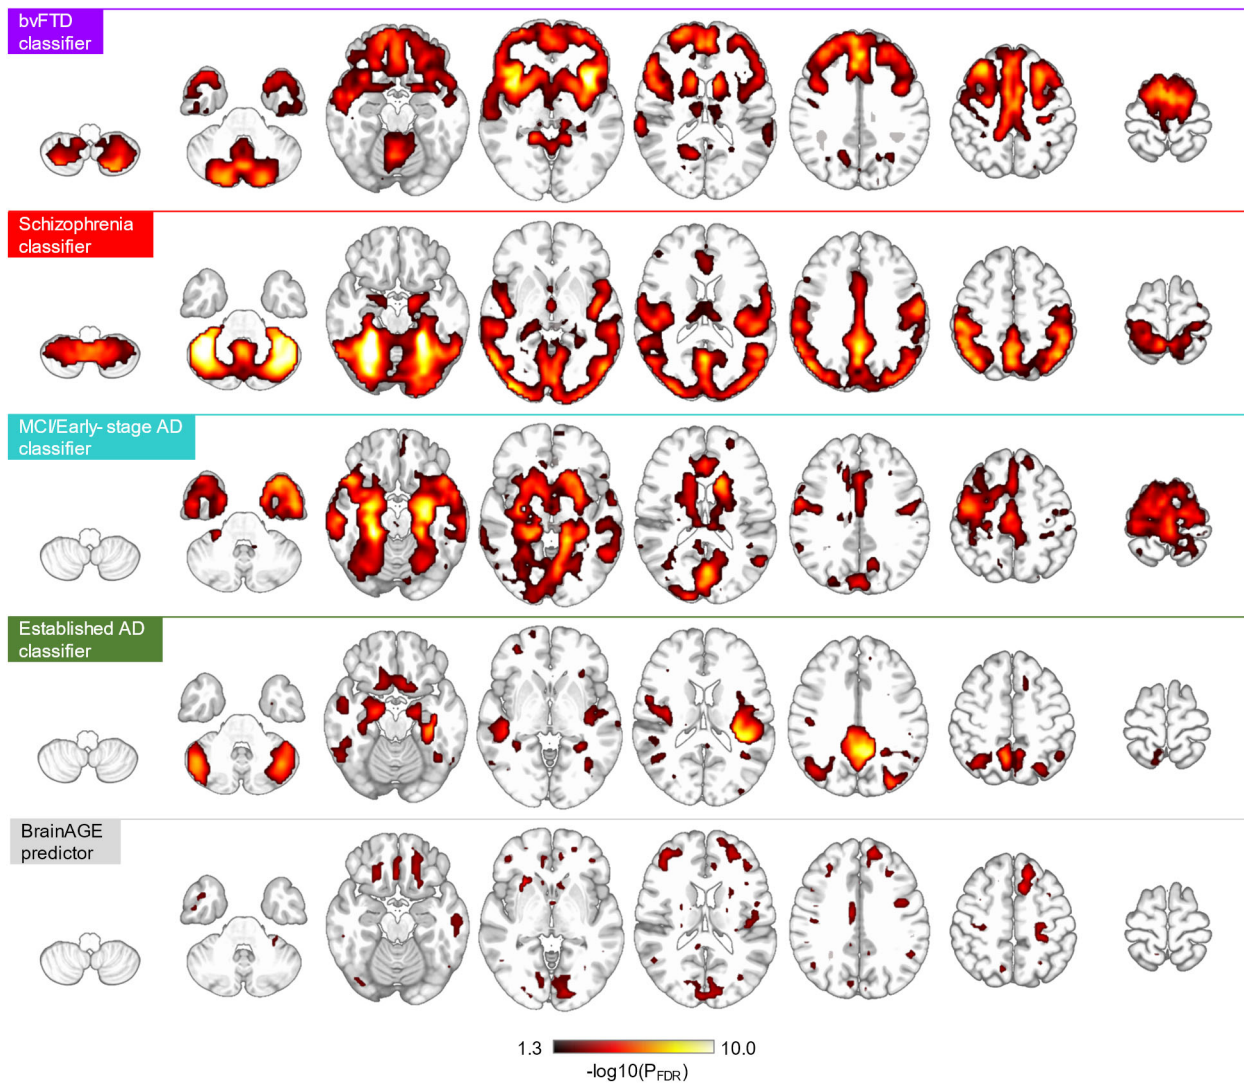 bvFTD
classifier
Schizophrenia
classifier
MCI/Early- stage AD
classifier
Established AD
classifier
BrainAGE
predictor
1.3 10.0
-log10(PFDR)